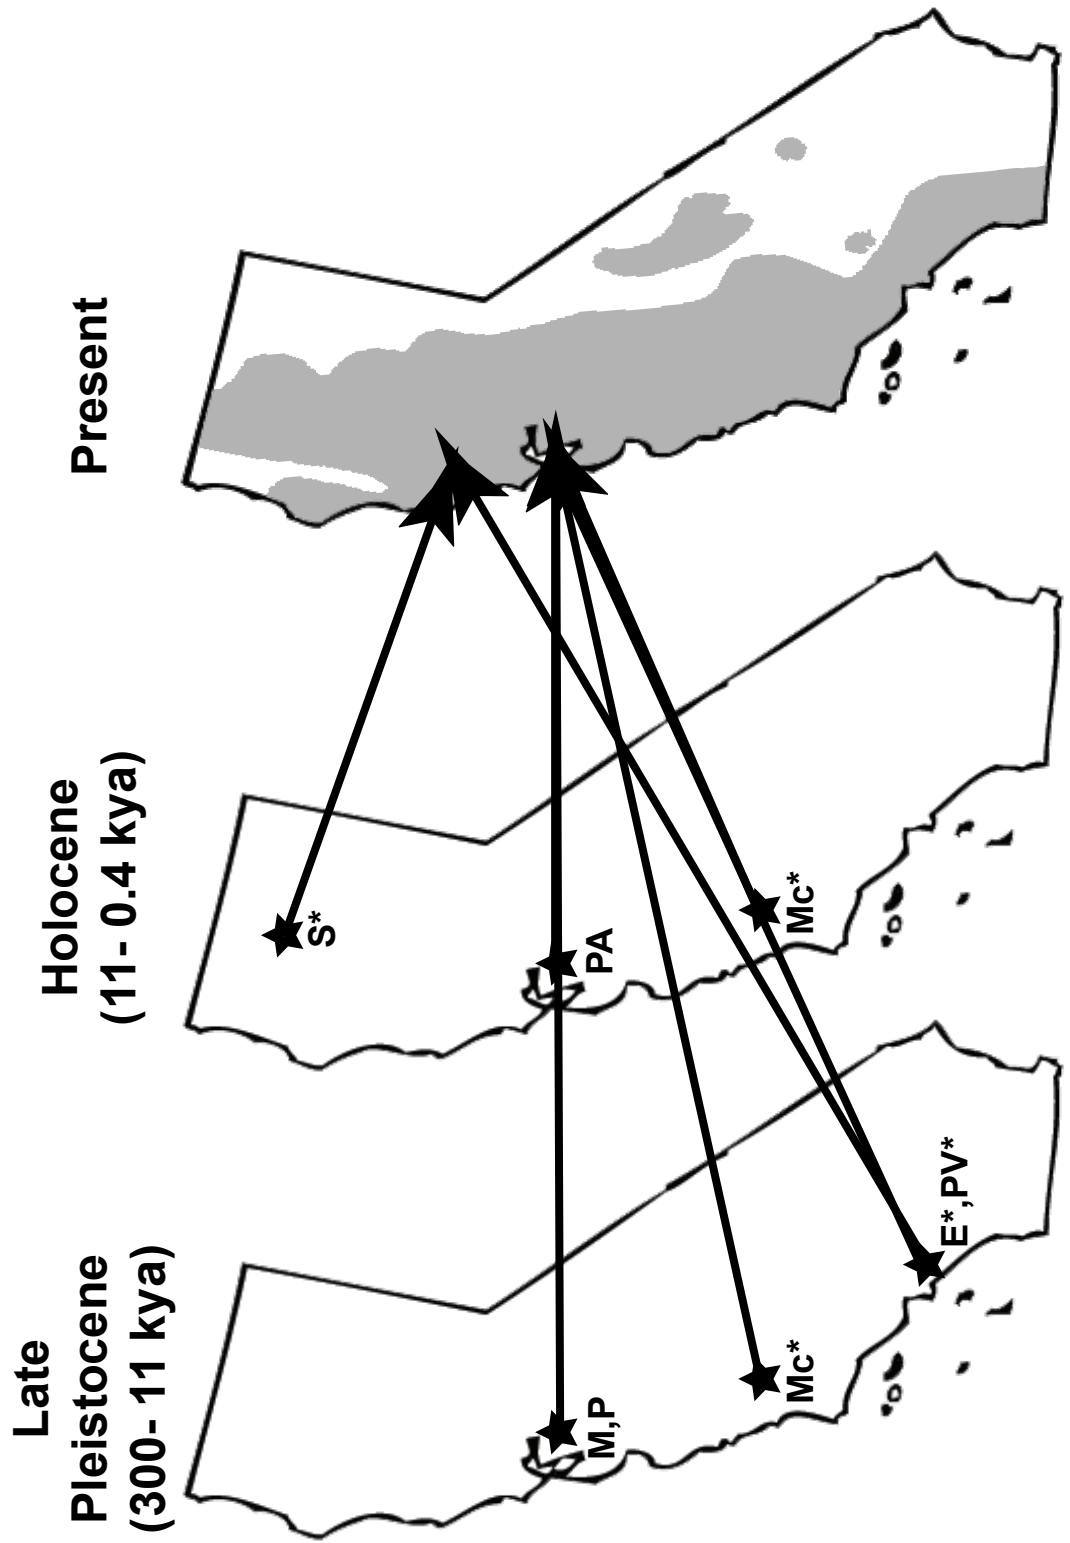 Late
Pleistocene
(300- 11 kya)
Holocene
(11- 0.4 kya)
Present
M,P
Mc*
E*,PV*
S*
PA
Mc*